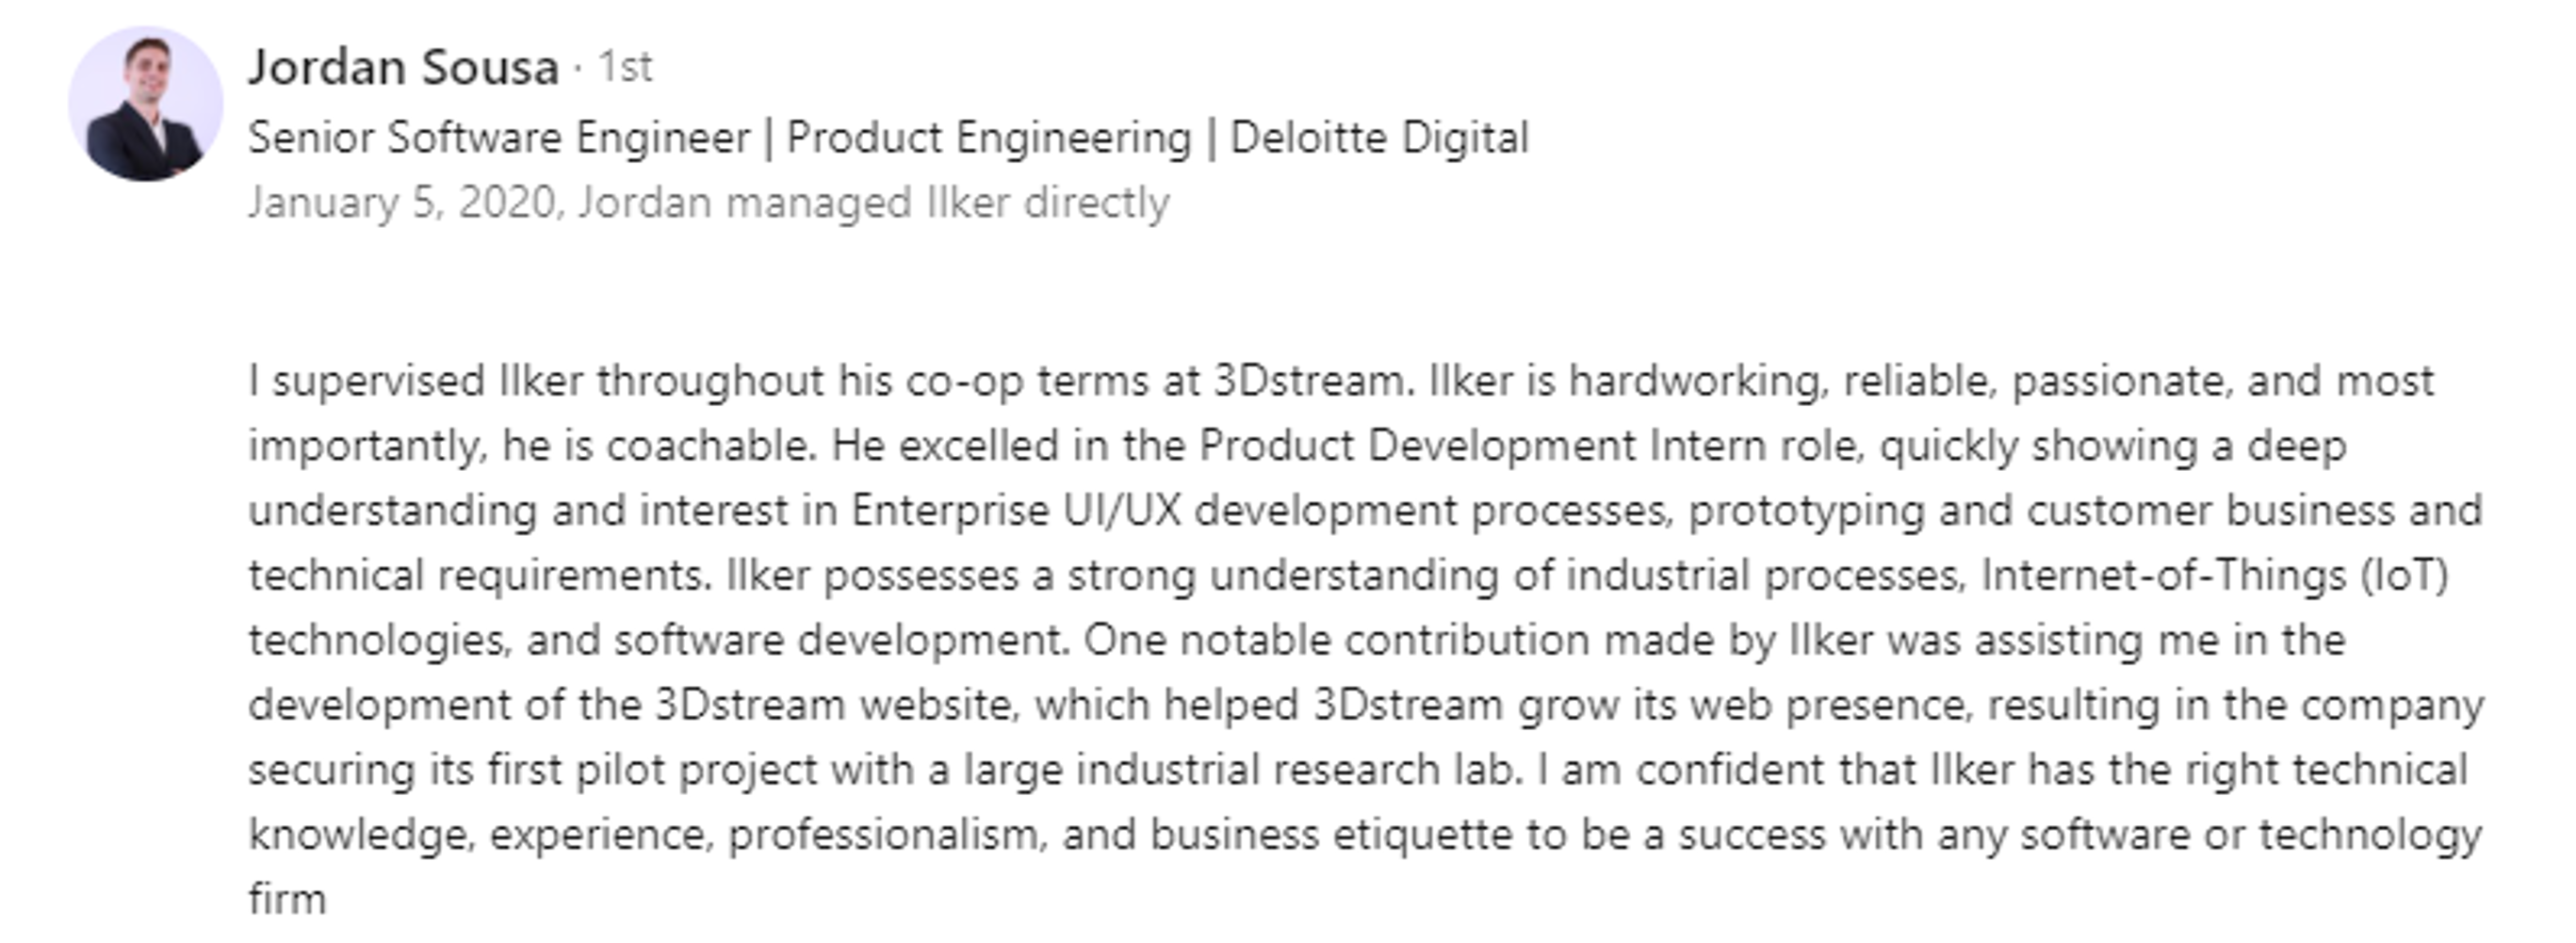 Jordan Sousa · 1st
Senior Software Engineer | Product Engineering | Deloitte Digital
January 5, 2020, Jordan managed Ilker directly
I supervised Ilker throughout his co-op terms at 3Dstream. Ilker is hardworking, reliable, passionate, and most
importantly, he is coachable. He excelled in the Product Development Intern role, quickly showing a deep
understanding and interest in Enterprise UI/UX development processes, prototyping and customer business and
technical requirements. Ilker possesses a strong understanding of industrial processes, Internet-of-Things (IoT)
technologies, and software development. One notable contribution made by Ilker was assisting me in the
development of the 3Dstream website, which helped 3Dstream grow its web presence, resulting in the company
securing its first pilot project with a large industrial research lab. I am confident that Ilker has the right technical
knowledge, experience, professionalism, and business etiquette to be a success with any software or technology
firm